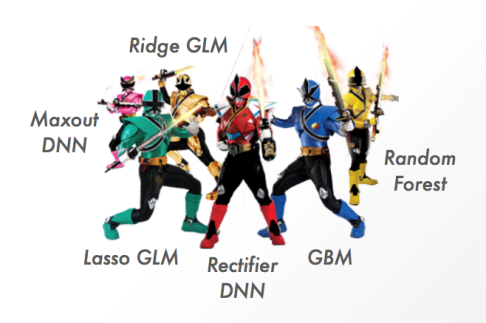 Ridge GLM
Maxout
DNN
Random
Forest
Lasso GLM
Rectifier
DNN
GBM